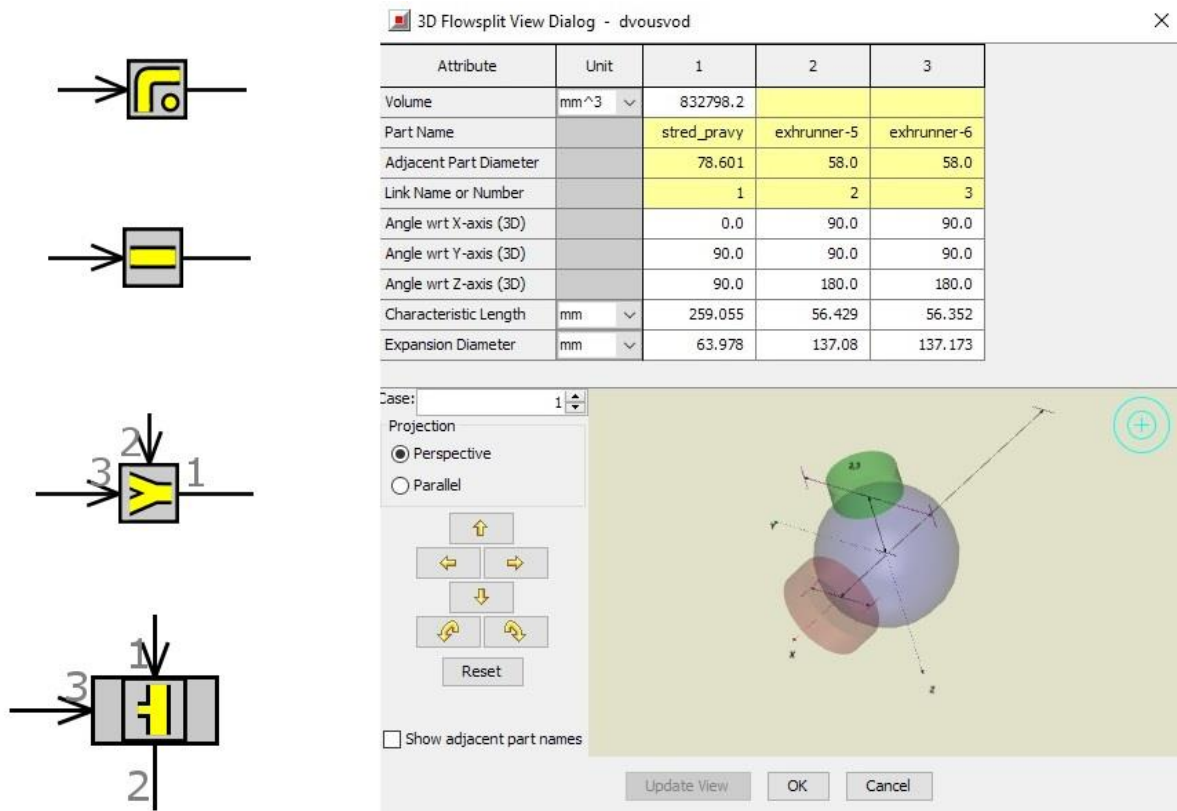 2
3 1
1
3
2
3D Flowsplit View Dialog - dvousvod
Attribute Unit 1 2 3
Volume mm^3 832798.2
Part Name stred_pravy exhrunner-5 exhrunner-6
Adjacent Part Diameter 78.601 58.0 58.0
Link Name or Number 1 2 3
Angle wrt X-axis (3D) 0.0 90.0 90.0
Angle wrt Y-axis (3D) 90.0 90.0 90.0
Angle wrt Z-axis (3D) 90.0 180.0 180.0
Characteristic Length mm 259.055 56.429 56.352
Expansion Diameter mm 63.978 137.08 137.173
Case: 1
Projection
Perspective
Parallel
Reset
Show adjacent part names
2,3
Y
X
Z
Update View OK Cancel